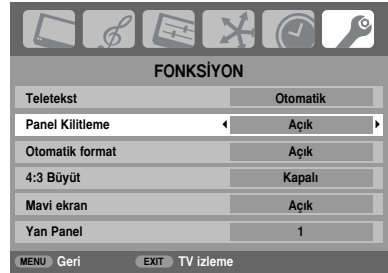 FONKSİYON
Teletekst Otomatik
Panel Kilitleme Açık
Otomatik format Açık
4:3 Büyüt Kapalı
Mavi ekran Açık
Yan Panel 1
MENU Geri EXIT TV izleme